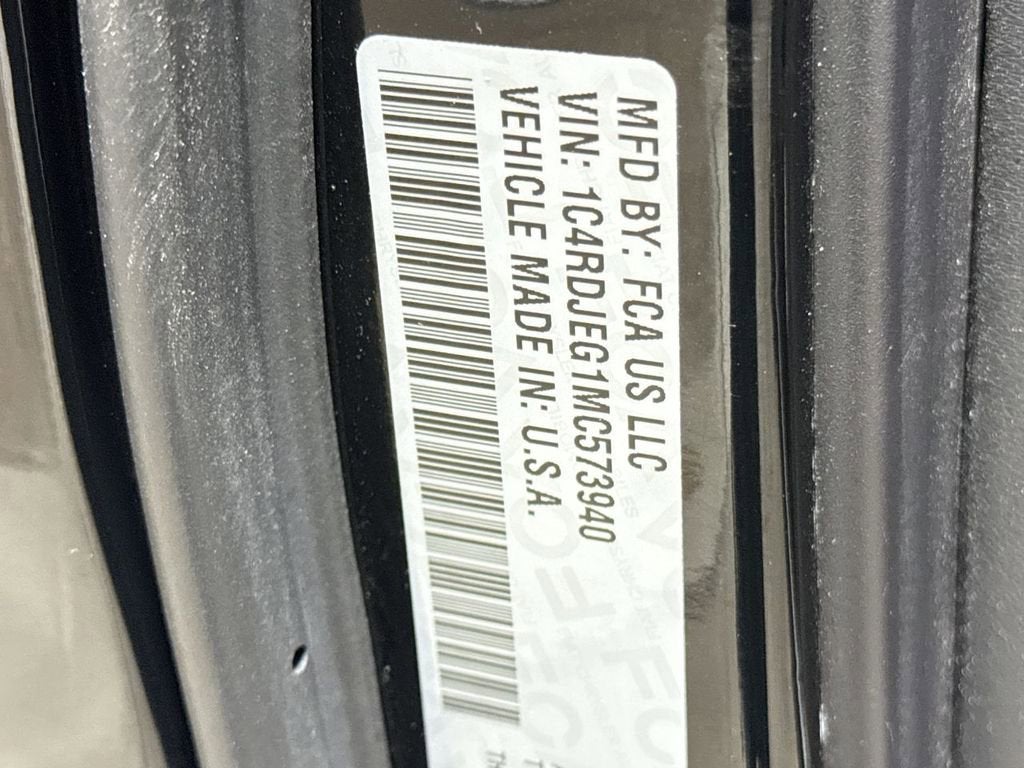 MFD BY: FCA US LLC
VIN: 1C4RDJEG1MC573940
VEHICLE MADE IN: U.S.A.